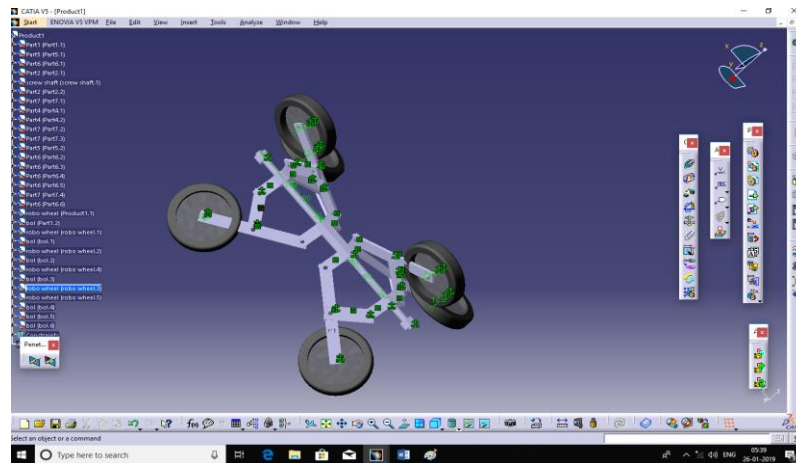 CATIA V5 - [Product1]
Start ENOVIA V5 VPM File Edit View Insert Tools Analyze Window Help
Product1
Part1 (Part1.1)
Part5 (Part5.1)
Part6 (Part6.1)
Part2 (Part2.1)
screw shaft (screw shaft.1)
Part2 (Part2.2)
Part7 (Part7.1)
Part4 (Part4.1)
Part4 (Part4.2)
Part7 (Part7.2)
Part7 (Part7.3)
Part5 (Part5.2)
Part6 (Part6.2)
Part6 (Part6.3)
Part6 (Part6.4)
Part6 (Part6.5)
Part7 (Part7.4)
Part6 (Part6.6)
robo wheel (Product1.1)
bol (Part1.2)
robo wheel (robo wheel.1)
bol (bol.1)
robo wheel (robo wheel.2)
bol (bol.2)
robo wheel (robo wheel.4)
bol (bol.3)
robo wheel (robo wheel.3)
robo wheel (robo wheel.5)
bol (bol.4)
bol (bol.5)
bol (bol.6)
Constraints
Penet...
Select an object or a command
Type here to search
ENG
05:39
26-01-2019